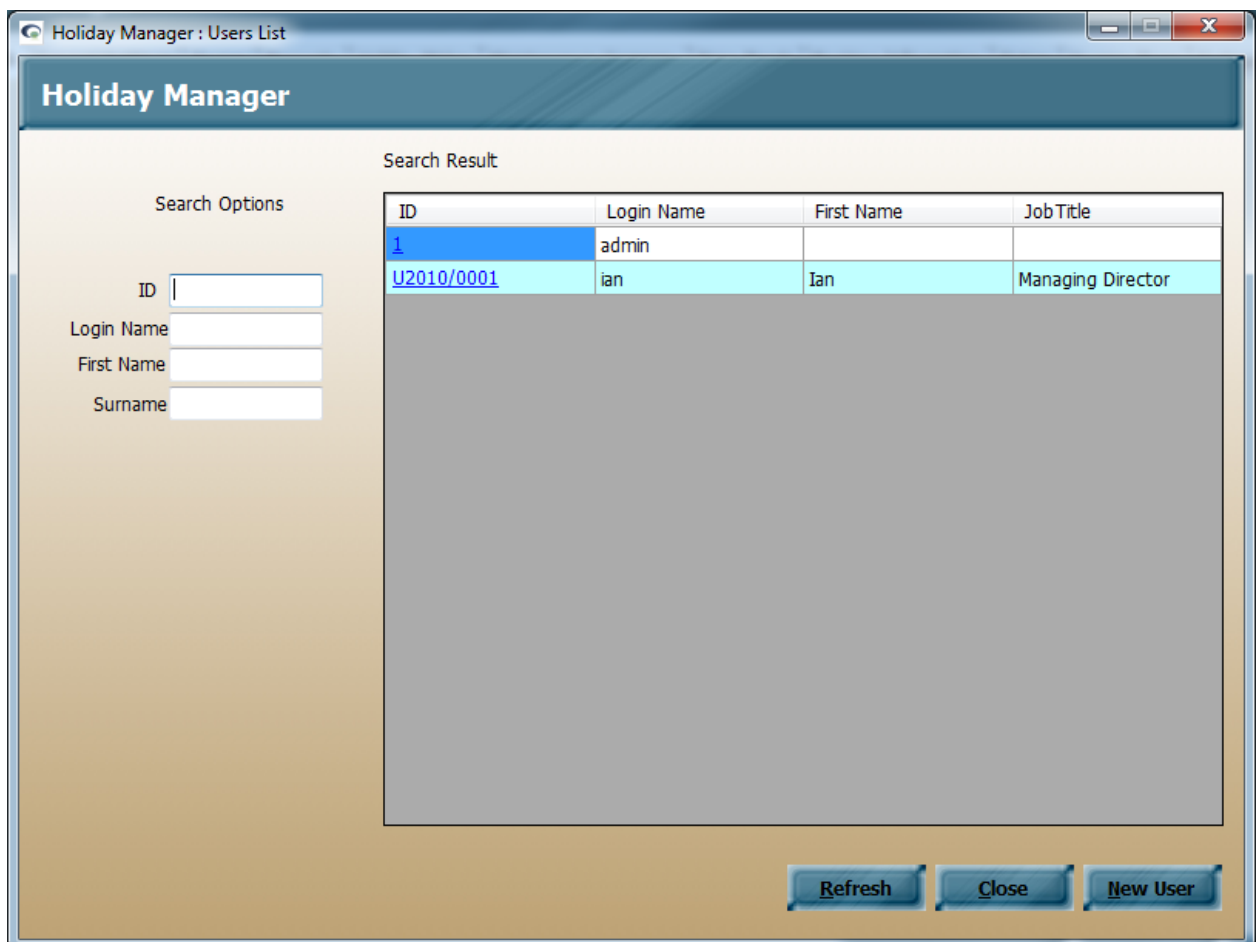 Holiday Manager : Users List
Holiday Manager
Search Result
Search Options
ID Login Name First Name JobTitle
1 admin
U2010/0001 ian Ian Managing Director
ID
Login Name
First Name
Surname
Refresh Close New User